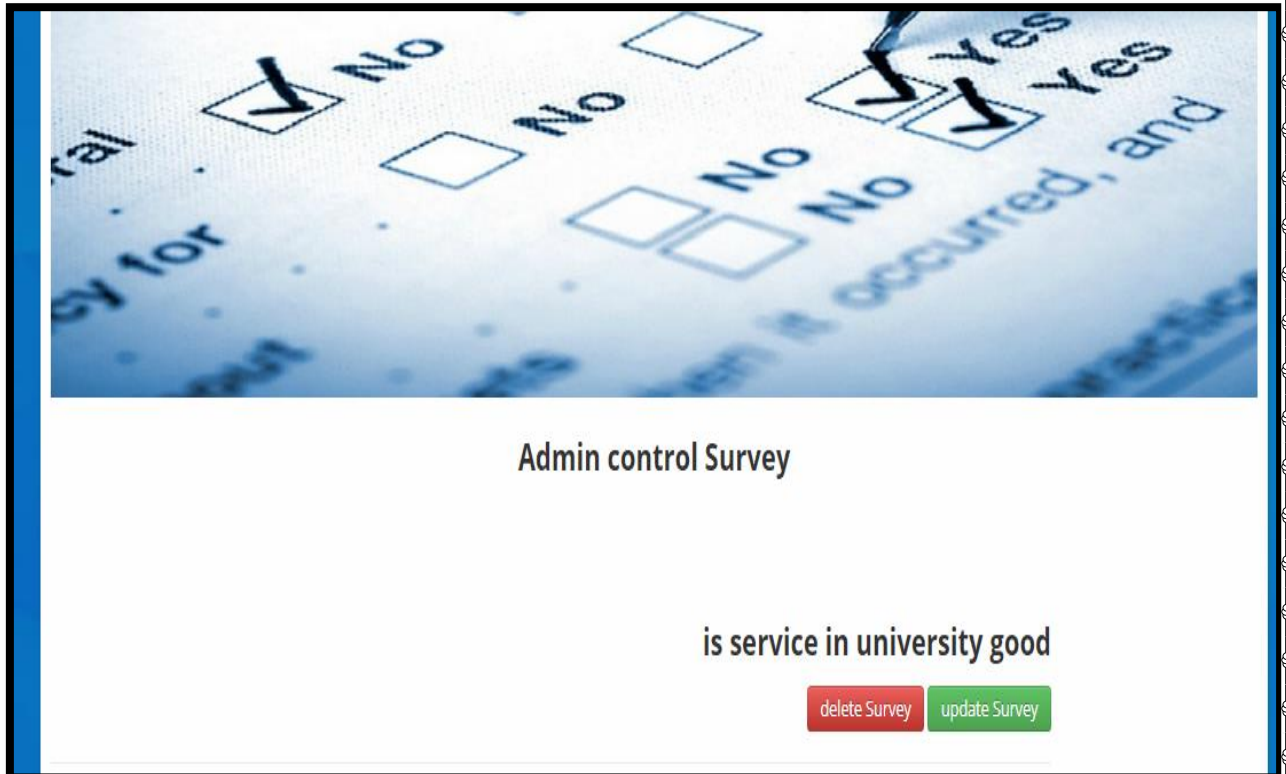 No
Yes
Yes
ral
No
No
No
cy for
occurred, and
it
Admin control Survey
is service in university good
delete Survey update Survey